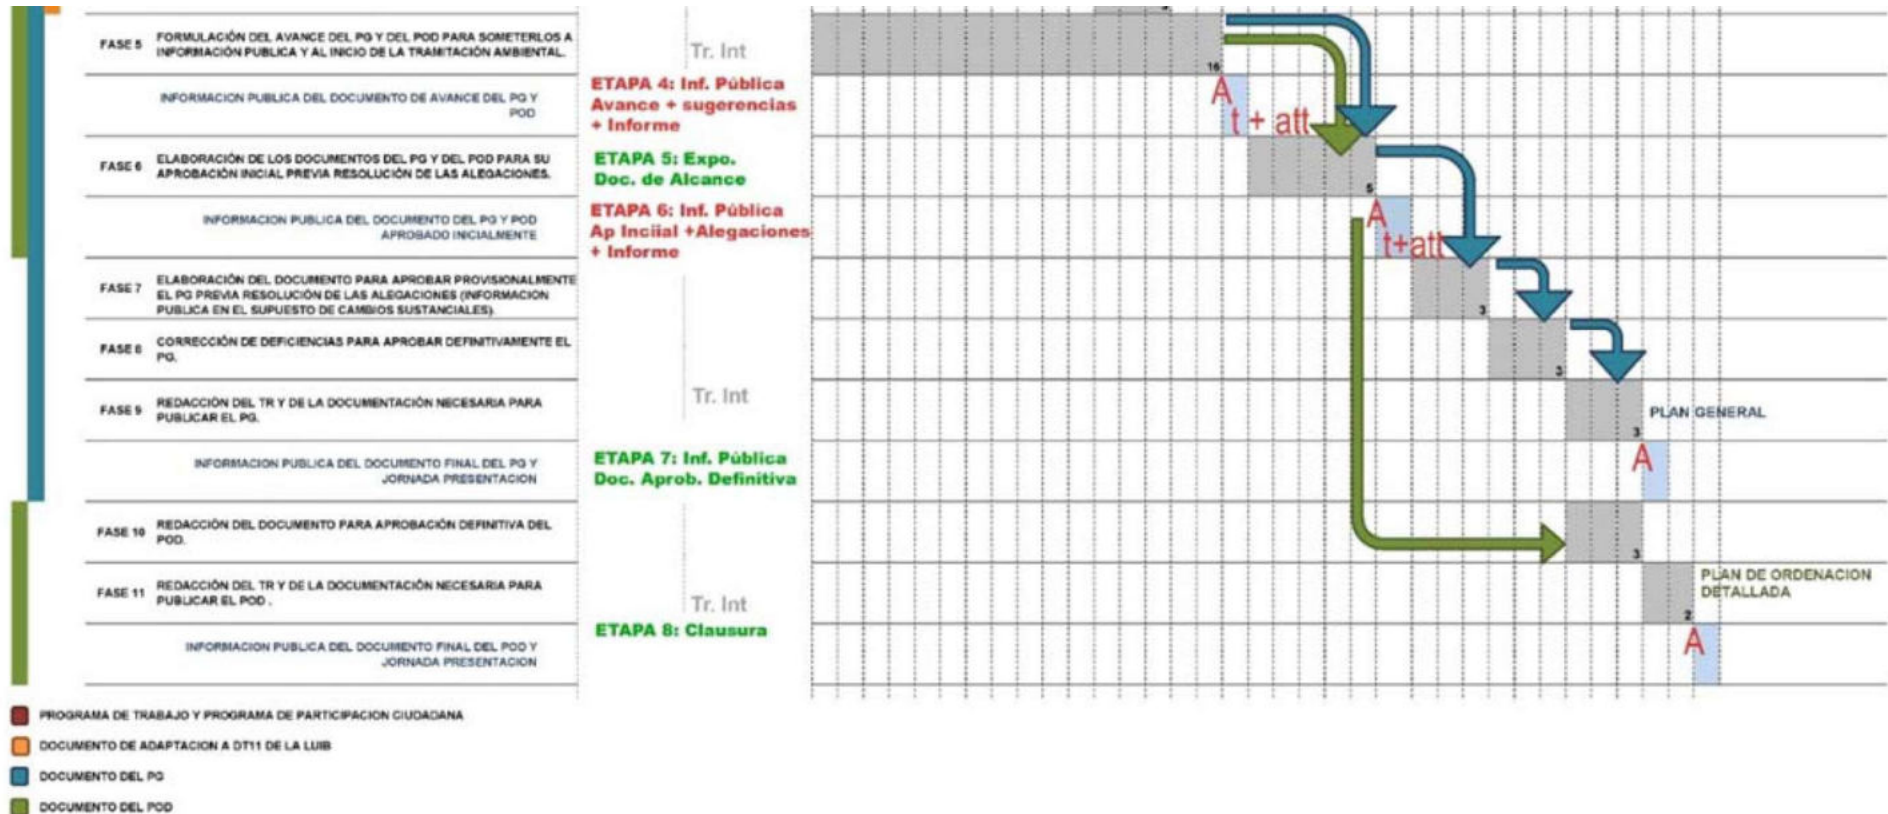 FASE 5
FORMULACIÓN DEL AVANCE DEL PG Y DEL POD PARA SOMETERLOS A
INFORMACIÓN PUBLICA Y AL INICIO DE LA TRAMITACIÓN AMBIENTAL.
Tr. Int
16
INFORMACION PUBLICA DEL DOCUMENTO DE AVANCE DEL PG Y
POD
ETAPA 4: Inf. Pública
Avance + sugerencias
+ Informe
A
t + att
FASE 6
ELABORACIÓN DE LOS DOCUMENTOS DEL PG Y DEL POD PARA SU
APROBACIÓN INICIAL PREVIA RESOLUCIÓN DE LAS ALEGACIONES.
ETAPA 5: Expo.
Doc. de Alcance
5
INFORMACION PUBLICA DEL DOCUMENTO DEL PG Y POD
APROBADO INICIALMENTE
ETAPA 6: Inf. Pública
Ap Inciial +Alegaciones
+ Informe
A
t+att
FASE 7
ELABORACIÓN DEL DOCUMENTO PARA APROBAR PROVISIONALMENTE
EL PG PREVIA RESOLUCIÓN DE LAS ALEGACIONES (INFORMACION
PUBLICA EN EL SUPUESTO DE CAMBIOS SUSTANCIALES).
3
FASE 8
CORRECCIÓN DE DEFICIENCIAS PARA APROBAR DEFINITIVAMENTE EL
PG.
3
FASE 9
REDACCIÓN DEL TR Y DE LA DOCUMENTACIÓN NECESARIA PARA
PUBLICAR EL PG.
Tr. Int
3
PLAN GENERAL
INFORMACION PUBLICA DEL DOCUMENTO FINAL DEL PG Y
JORNADA PRESENTACION
ETAPA 7: Inf. Pública
Doc. Aprob. Definitiva
A
FASE 10
REDACCIÓN DEL DOCUMENTO PARA APROBACIÓN DEFINITIVA DEL
POD.
3
FASE 11
REDACCIÓN DEL TR Y DE LA DOCUMENTACIÓN NECESARIA PARA
PUBLICAR EL POD .
Tr. Int
2
PLAN DE ORDENACION
DETALLADA
INFORMACION PUBLICA DEL DOCUMENTO FINAL DEL POD Y
JORNADA PRESENTACION
ETAPA 8: Clausura
A
PROGRAMA DE TRABAJO Y PROGRAMA DE PARTICIPACION CIUDADANA
DOCUMENTO DE ADAPTACION A DT11 DE LA LUIB
DOCUMENTO DEL PG
DOCUMENTO DEL POD